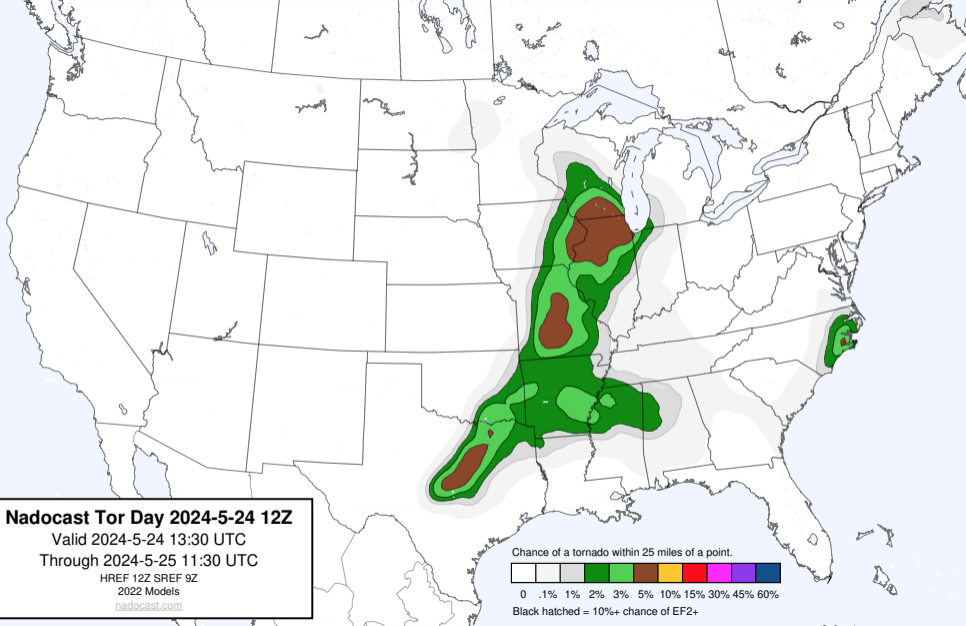 Nadocast Tor Day 2024-5-24 12Z
Valid 2024-5-24 13:30 UTC
Through 2024-5-25 11:30 UTC
HREF 12Z SREF 9Z
2022 Models
nadocast.com
Chance of a tornado within 25 miles of a point.
0 .1% 1% 2% 3% 5% 10% 15% 30% 45% 60%
Black hatched = 10%+ chance of EF2+